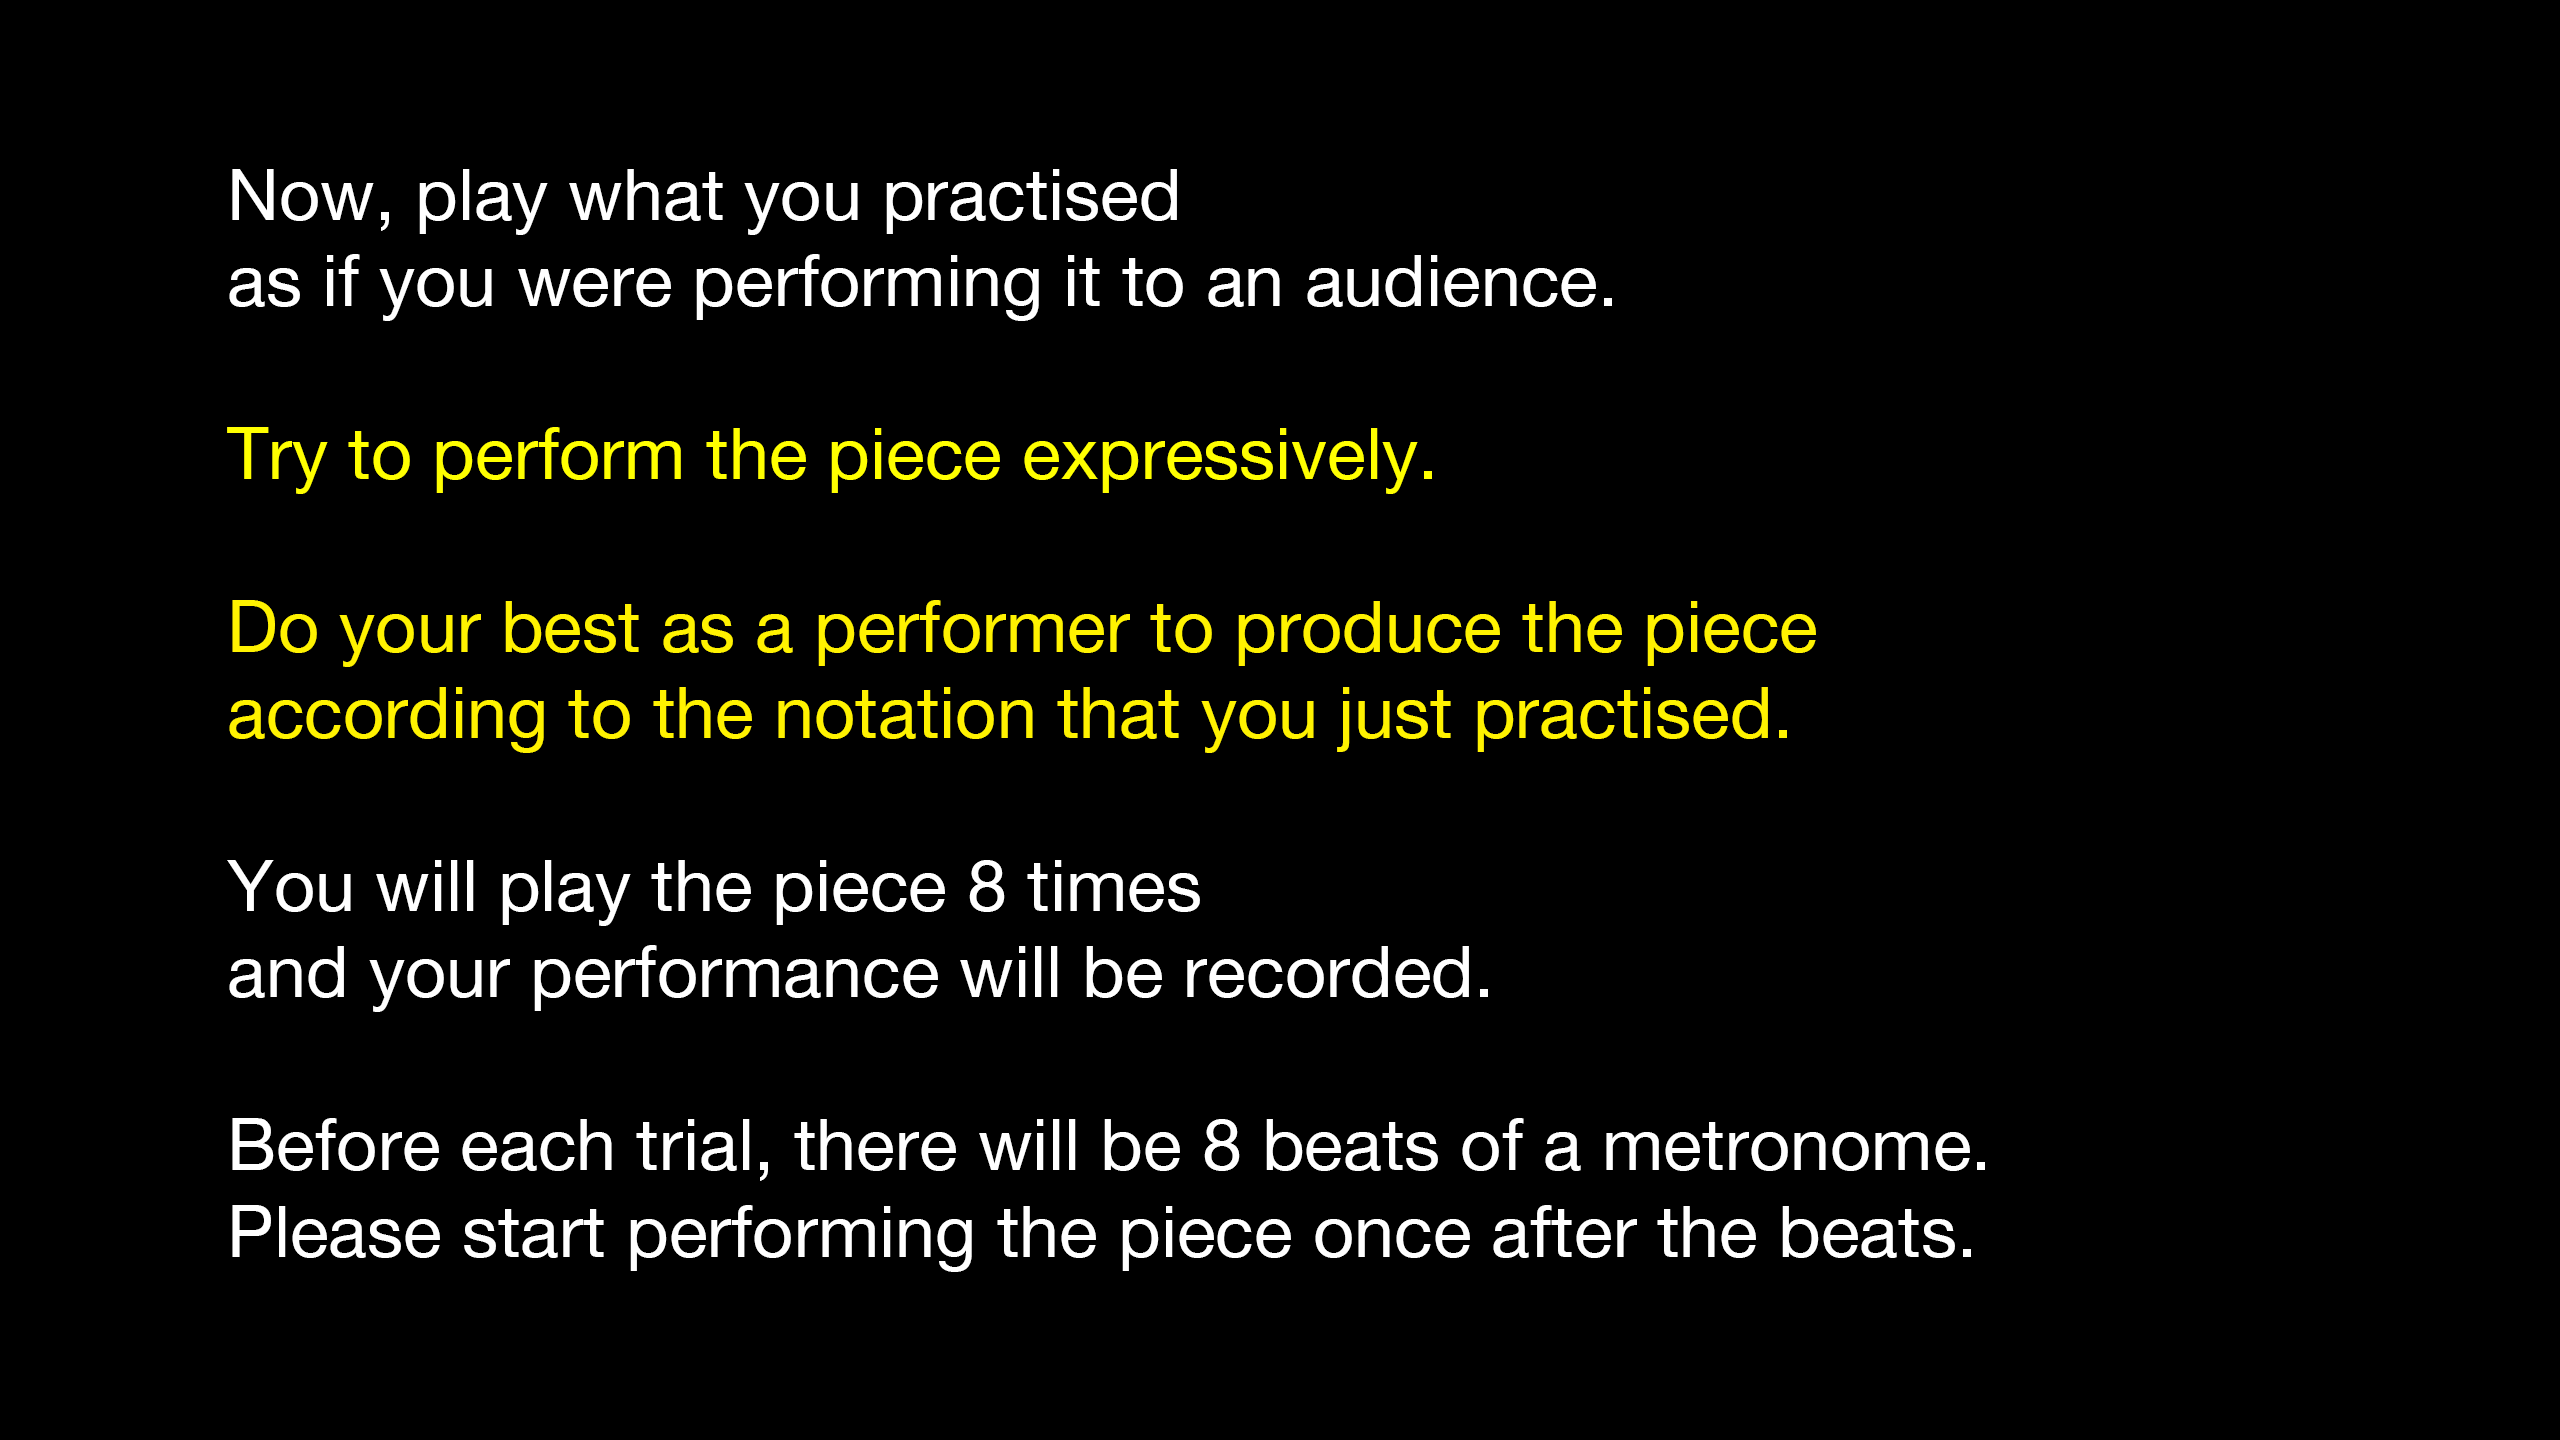 Now, play what you practised
as if you were performing it to an audience.
Try to perform the piece expressively.
Do your best as a performer to produce the piece
according to the notation that you just practised.
You will play the piece 8 times
and your performance will be recorded.
Before each trial, there will be 8 beats of a metronome.
Please start performing the piece once after the beats.